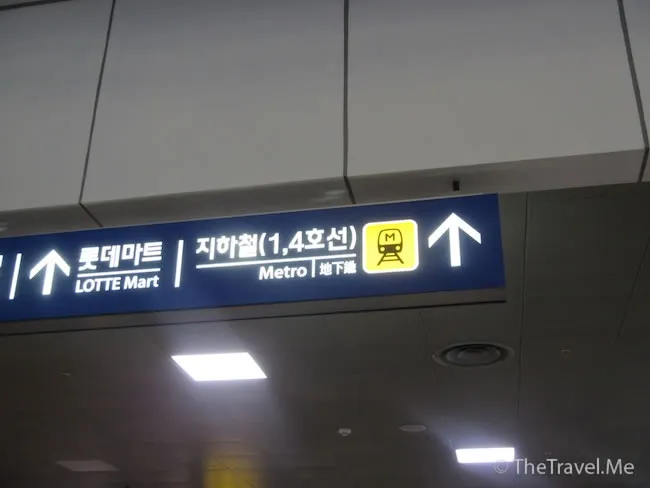 롯데마트
LOTTE Mart
지하철(1,4호선)
Metro
地下鐵
M
© TheTravel.Me